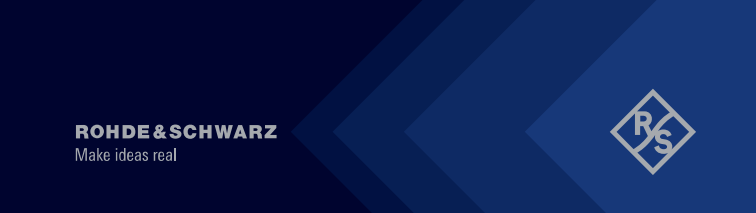 ROHDE&SCHWARZ
Make ideas real
R
S